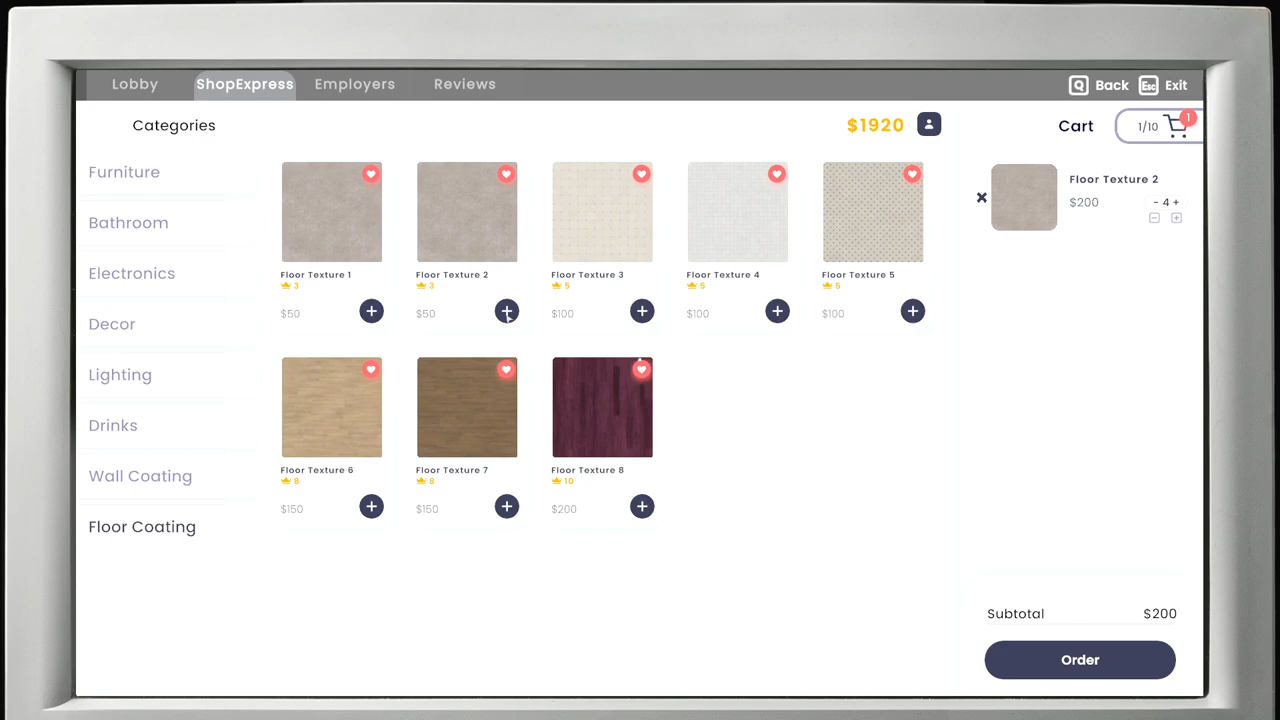 Lobby
ShopExpress
Employers
Reviews
Q Back
Esc Exit
Categories
$1920
Cart
1/10
1
Furniture
Bathroom
Electronics
Decor
Lighting
Drinks
Wall Coating
Floor Coating
Floor Texture 1
3
$50
+
Floor Texture 2
3
$50
+
Floor Texture 3
5
$100
+
Floor Texture 4
5
$100
+
Floor Texture 5
5
$100
+
Floor Texture 6
8
$150
+
Floor Texture 7
8
$150
+
Floor Texture 8
10
$200
+
Floor Texture 2
$200
- 4 +
Subtotal $200
Order